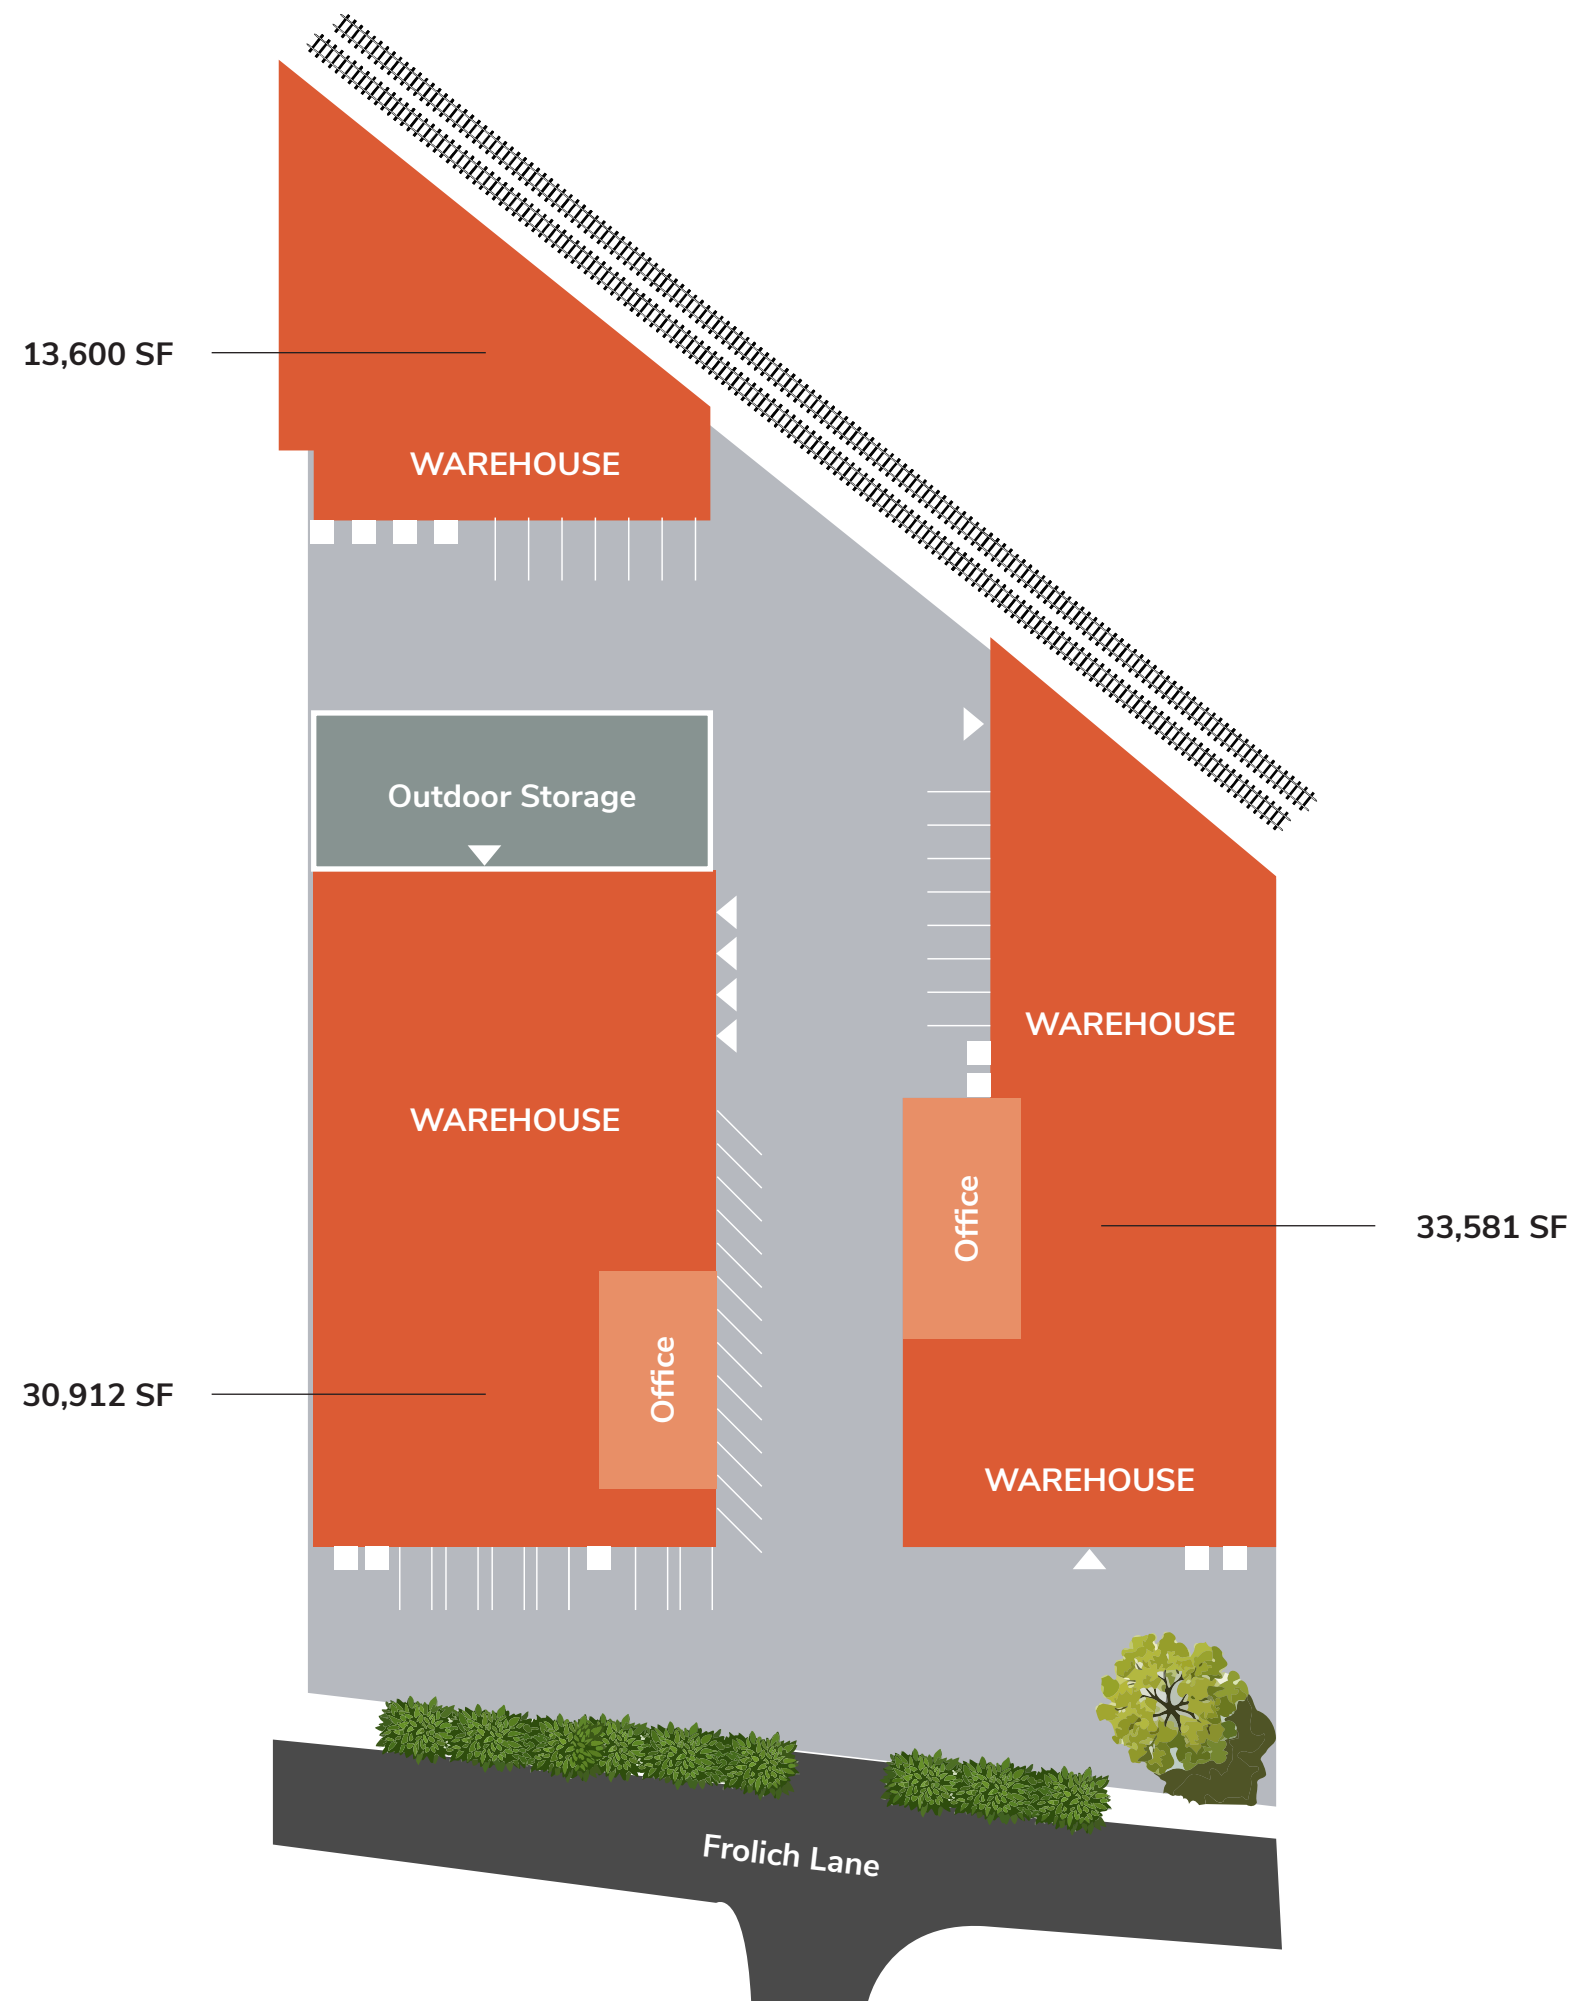 13,600 SF
WAREHOUSE
Outdoor Storage
WAREHOUSE
WAREHOUSE
Office
33,581 SF
Office
30,912 SF
WAREHOUSE
Frolich Lane